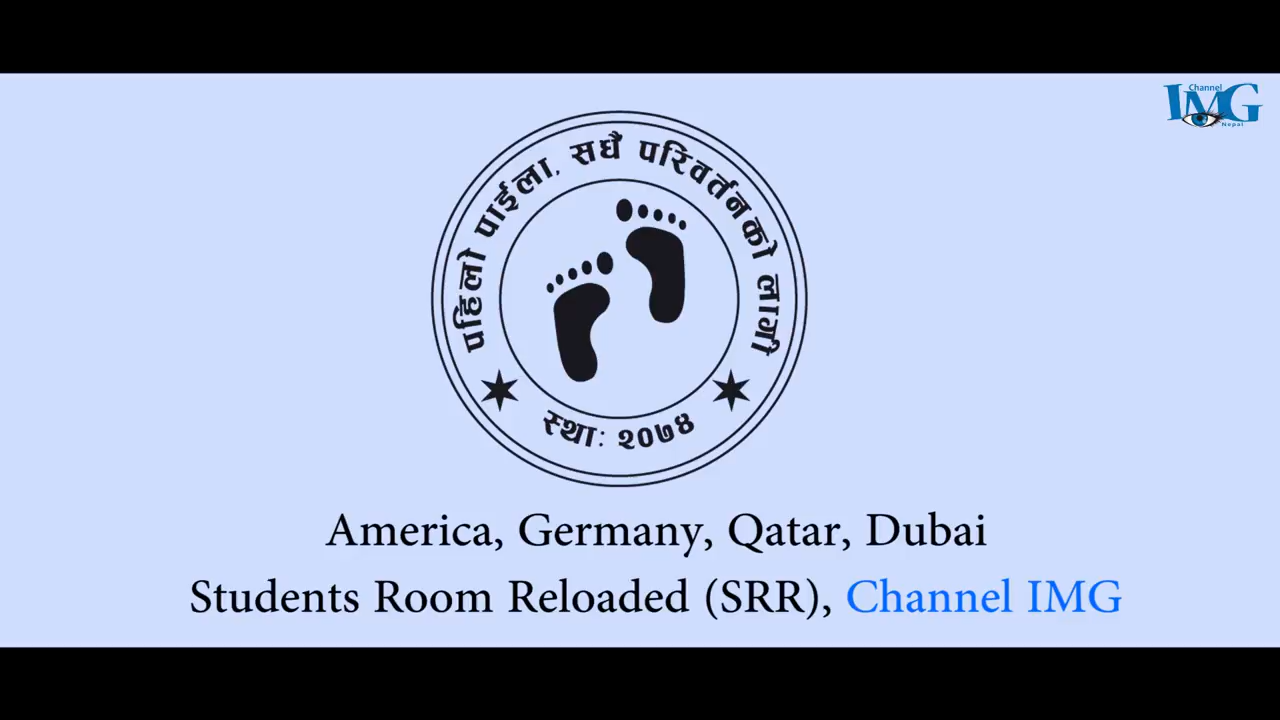 Channel
IMG
Nepal
पहिलो पाईला, सधै परिवर्तनको लागी
स्था: २०७४
America, Germany, Qatar, Dubai
Students Room Reloaded (SRR), Channel IMG